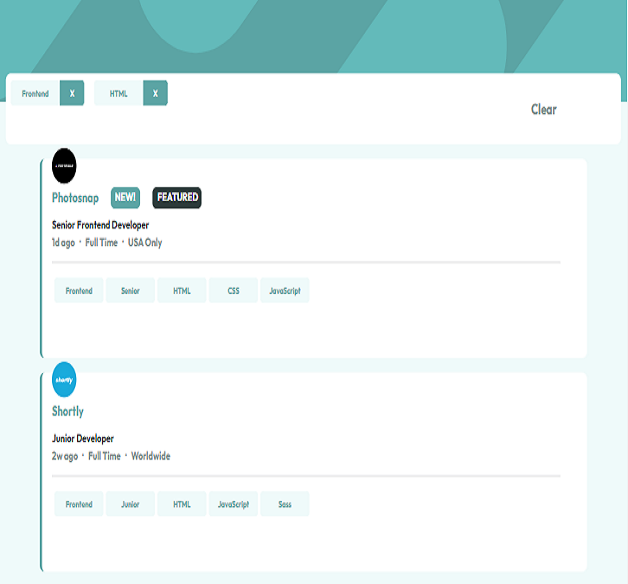 Frontend X HTML X
Clear
Photosnap NEW! FEATURED
Senior Frontend Developer
1d ago · Full Time · USA Only
Frontend Senior HTML CSS JavaScript
shortly
Shortly
Junior Developer
2w ago · Full Time · Worldwide
Frontend Junior HTML JavaScript Sass